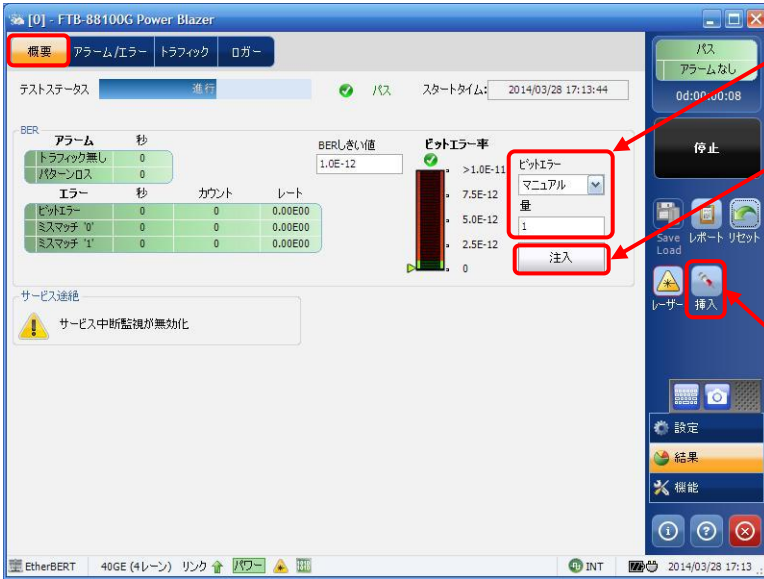 [0] - FTB-88100G Power Blazer
概要 アラーム/エラー トラフィック ロガー
テストステータス 進行 パス スタートタイム: 2014/03/28 17:13:44
BER
アラーム 秒
トラフィック無し 0
パターンロス 0
エラー 秒 カウント レート
ビットエラー 0 0 0.00E00
ミスマッチ '0' 0 0 0.00E00
ミスマッチ '1' 0 0 0.00E00
BERしきい値
1.0E-12
ビットエラー率
>1.0E-11
7.5E-12
5.0E-12
2.5E-12
0
ビットエラー
マニュアル
量
1
注入
サービス途絶
サービス中断監視が無効化
パス
アラームなし
0d:00:00:08
停止
Save Load レポート リセット
レーザー 挿入
設定
結果
機能
EtherBERT 40GE (4レーン) リンク パワー INT 2014/03/28 17:13